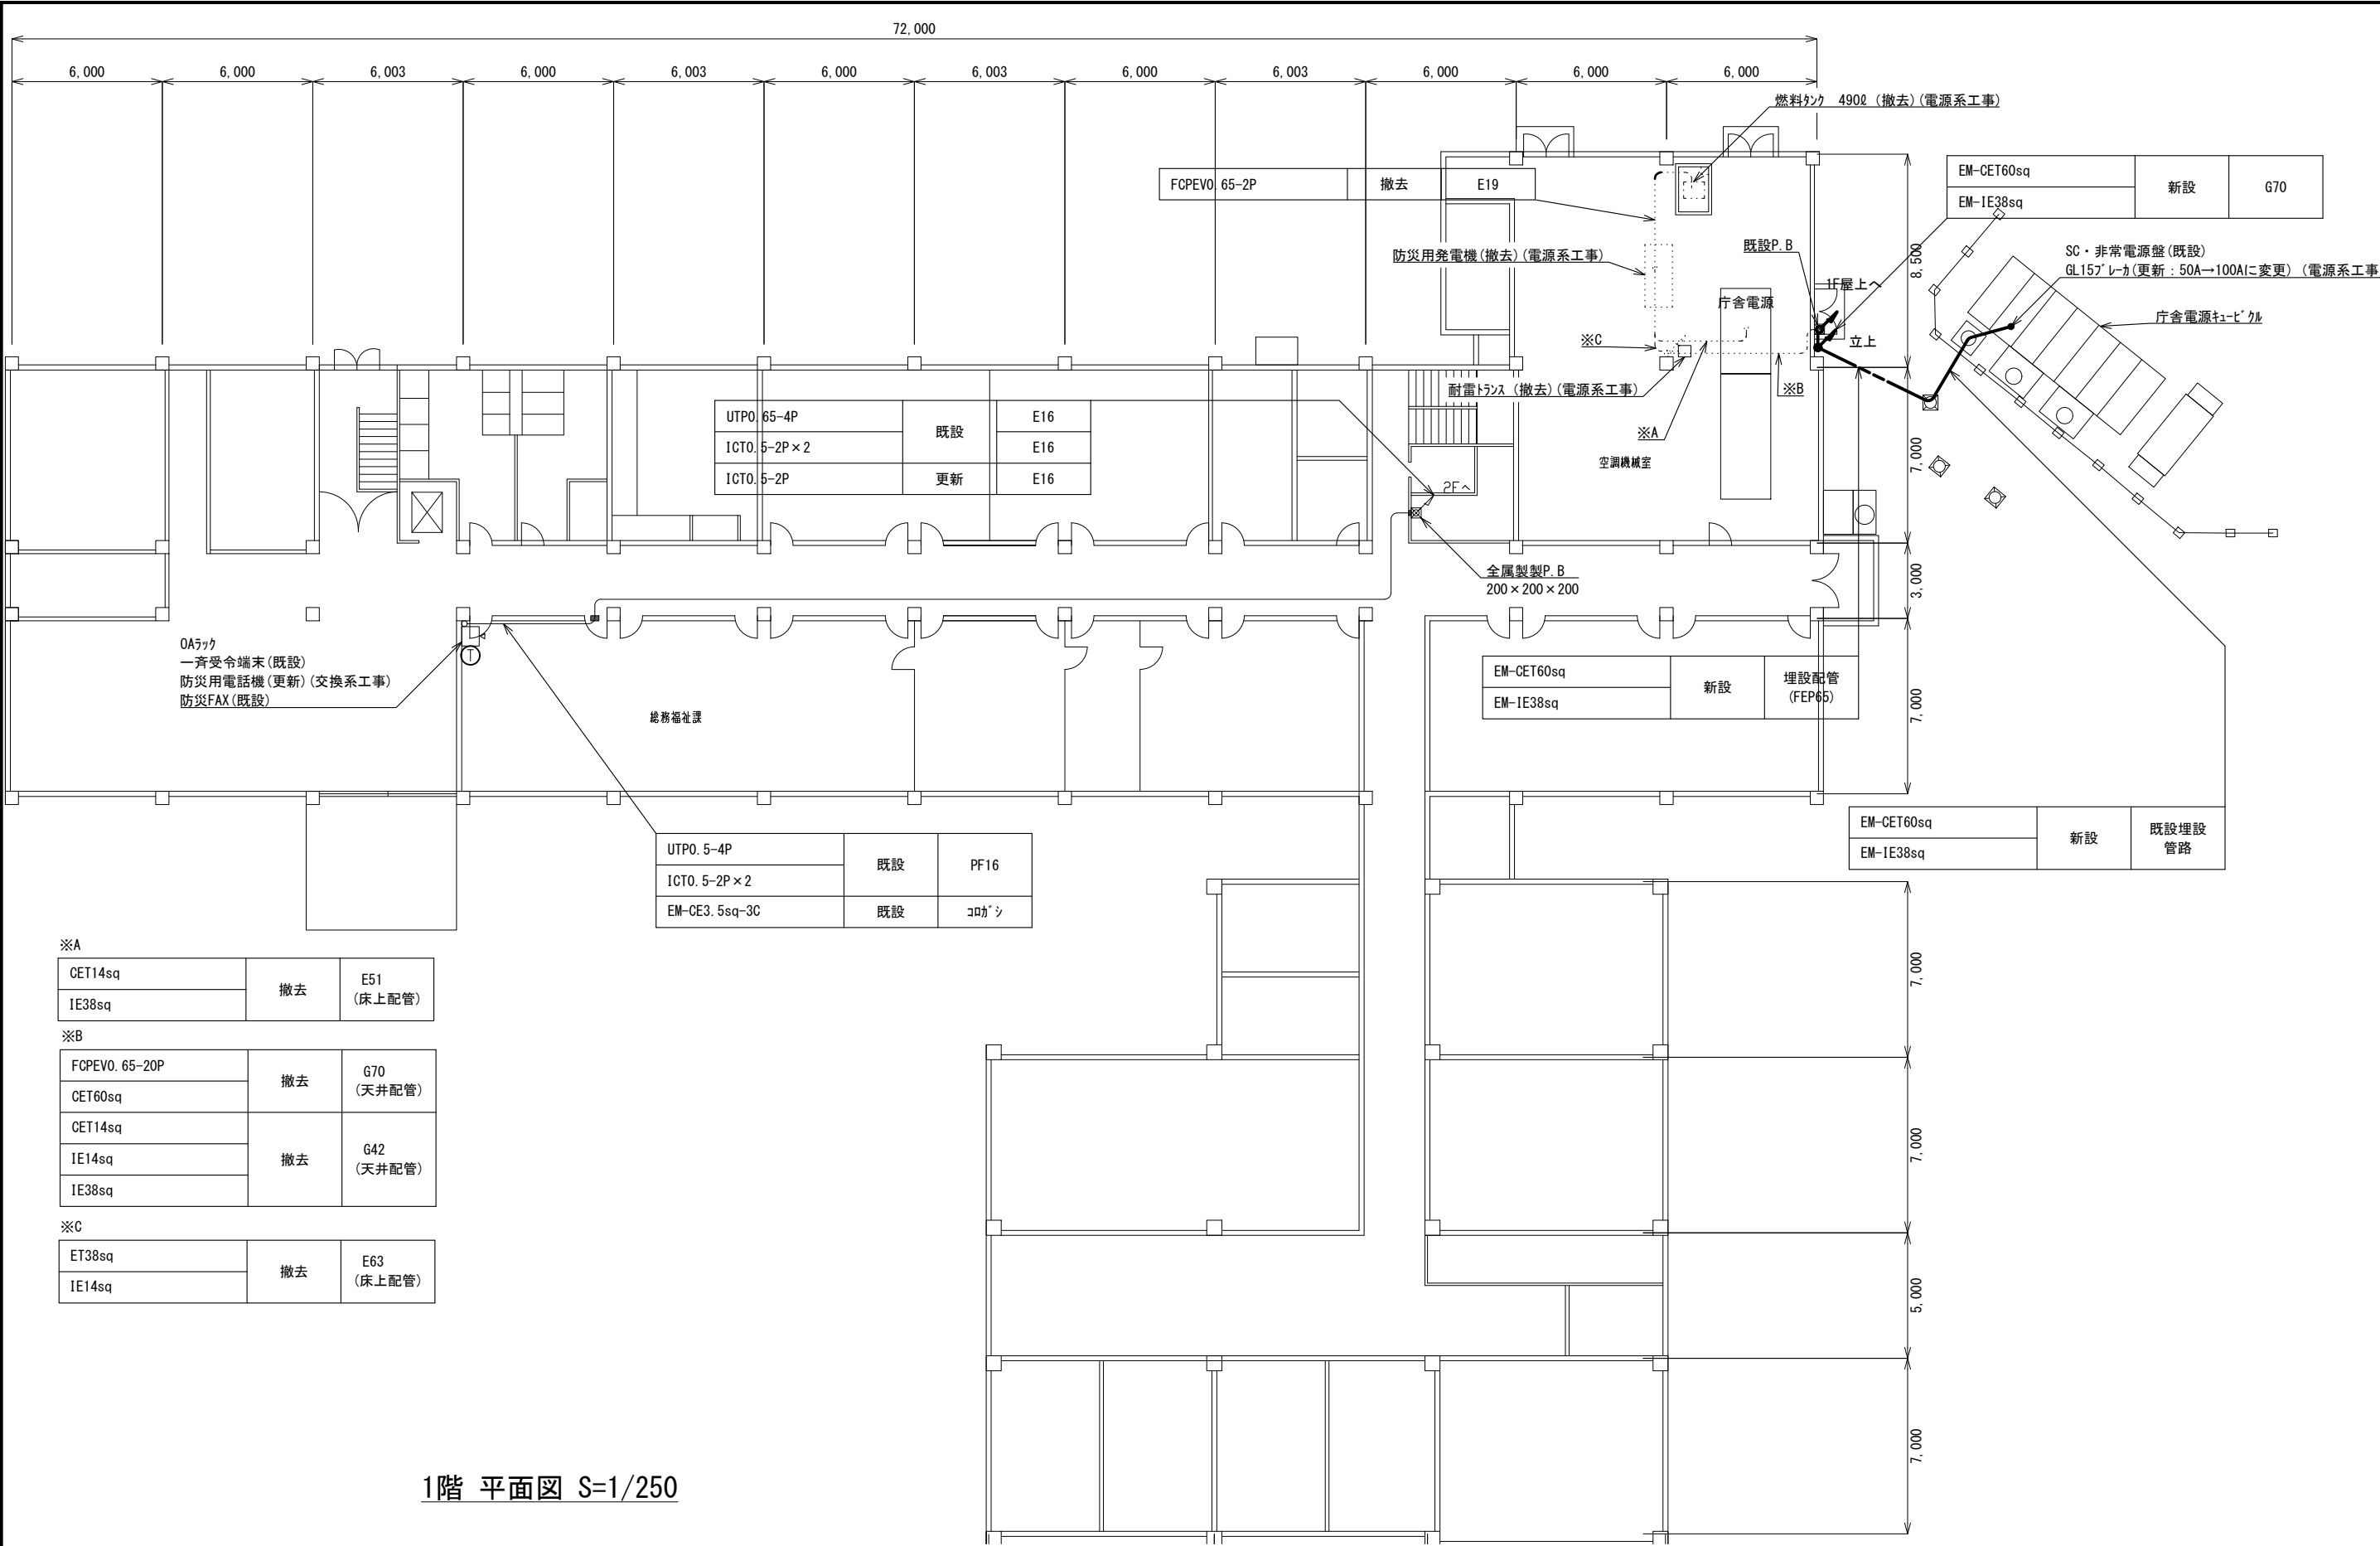 72,000
6,000
6,000
6,003
6,000
6,003
6,000
6,003
6,000
6,003
6,000
6,000
6,000
燃料タンク 490ℓ (撤去)(電源系工事)
FCPEV0.65-2P 撤去 E19
EM-CET60sq 新設 G70
EM-IE38sq
8,500
既設P.B
防災用発電機(撤去)(電源系工事)
SC・非常電源盤(既設)
GL15ブレーカ(更新:50A→100Aに変更) (電源系工事
1F屋上へ
庁舎電源
庁舎電源キュービクル
※C
立上
耐雷トランス (撤去)(電源系工事)
※B
UTP0.65-4P 既設 E16
ICT0.5-2P×2 E16
ICT0.5-2P 更新 E16
※A
空調機械室
7,000
2Fへ
全属製製P.B
200×200×200
3,000
OAラック
一斉受令端末(既設)
防災用電話機(更新)(交換系工事)
防災FAX(既設)
T
総務福祉課
EM-CET60sq 新設 埋設配管
(FEP65)
EM-IE38sq
7,000
EM-CET60sq 新設 既設埋設
管路
EM-IE38sq
UTP0.5-4P 既設 PF16
ICT0.5-2P×2
EM-CE3.5sq-3C 既設 コロガシ
7,000
7,000
5,000
7,000
※A
CET14sq 撤去 E51
(床上配管)
IE38sq
※B
FCPEV0.65-20P 撤去 G70
(天井配管)
CET60sq
CET14sq
IE14sq 撤去 G42
(天井配管)
IE38sq
※C
ET38sq 撤去 E63
(床上配管)
IE14sq
1階 平面図 S=1/250